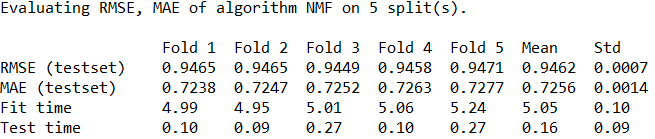 Evaluating RMSE, MAE of algorithm NMF on 5 split(s).
Fold 1 Fold 2 Fold 3 Fold 4 Fold 5 Mean Std
RMSE (testset) 0.9465 0.9465 0.9449 0.9458 0.9471 0.9462 0.0007
MAE (testset) 0.7238 0.7247 0.7252 0.7263 0.7277 0.7256 0.0014
Fit time 4.99 4.95 5.01 5.06 5.24 5.05 0.10
Test time 0.10 0.09 0.27 0.10 0.27 0.16 0.09